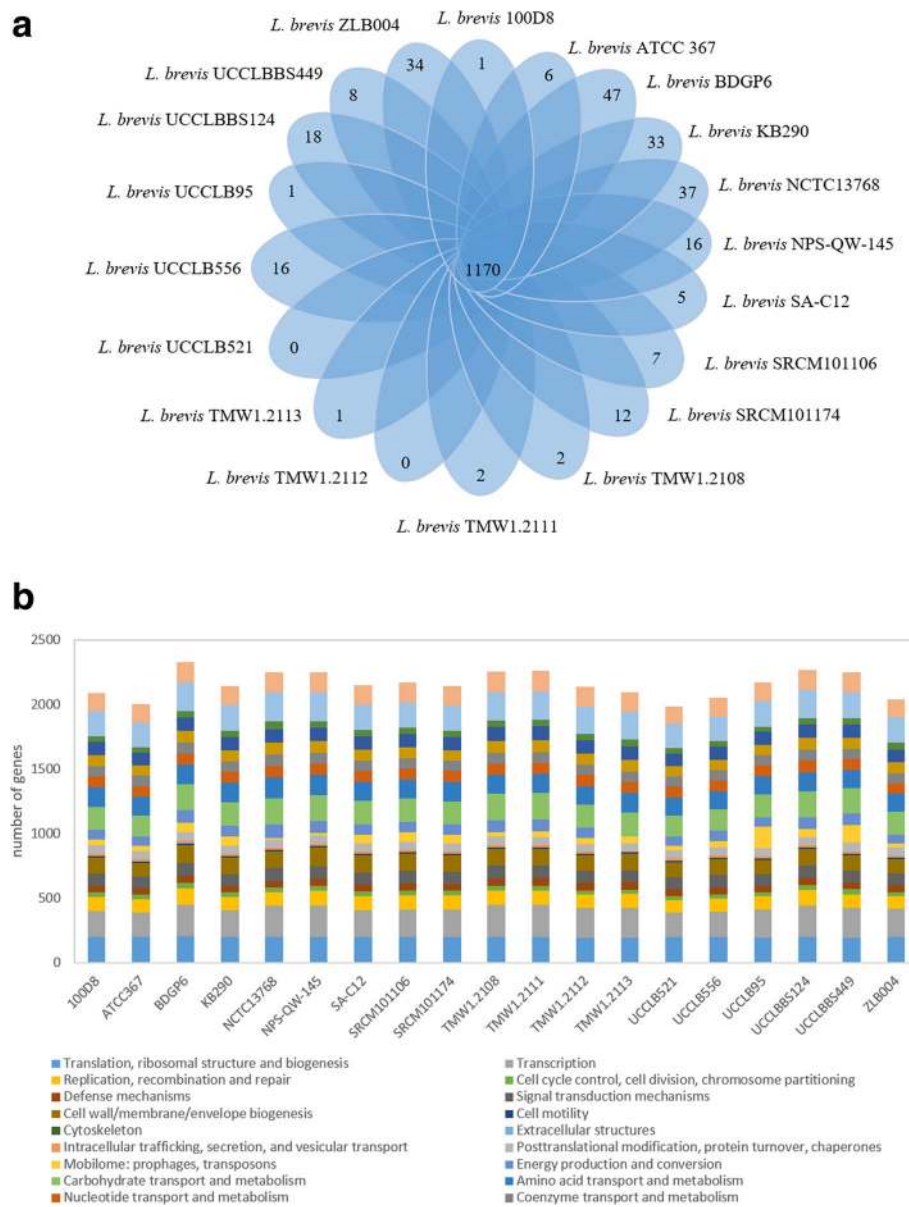 a
L. brevis 100D8
L. brevis ZLB004
L. brevis ATCC 367
L. brevis UCCLBBS449
L. brevis BDGP6
L. brevis UCCLBBS124
L. brevis KB290
L. brevis UCCLB95
L. brevis NCTC13768
L. brevis UCCLB556
L. brevis NPS-QW-145
L. brevis UCCLB521
L. brevis SA-C12
L. brevis TMW1.2113
L. brevis SRCM101106
L. brevis TMW1.2112
L. brevis SRCM101174
L. brevis TMW1.2111
L. brevis TMW1.2108
34
1
6
47
8
33
18
37
1
16
16
1170
5
0
7
1
12
0
2
2
b
number of genes
2500
2000
1500
1000
500
0
100D8
ATCC367
BDGP6
KB290
NCTC13768
NPS-QW-145
SA-C12
SRCM101106
SRCM101174
TMW1.2108
TMW1.2111
TMW1.2112
TMW1.2113
UCCLB521
UCCLB556
UCCLB95
UCCLBBS124
UCCLBBS449
ZLB004
Translation, ribosomal structure and biogenesis
Transcription
Replication, recombination and repair
Cell cycle control, cell division, chromosome partitioning
Defense mechanisms
Signal transduction mechanisms
Cell wall/membrane/envelope biogenesis
Cell motility
Cytoskeleton
Extracellular structures
Intracellular trafficking, secretion, and vesicular transport
Posttranslational modification, protein turnover, chaperones
Mobilome: prophages, transposons
Energy production and conversion
Carbohydrate transport and metabolism
Amino acid transport and metabolism
Nucleotide transport and metabolism
Coenzyme transport and metabolism